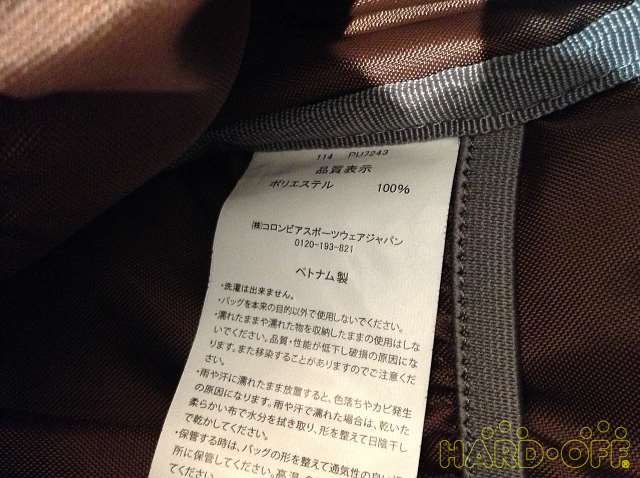 114 PU7243
品質表示
ポリエステル 100%
(株)コロンビアスポーツウェアジャパン
0120-193-821
ベトナム製
・洗濯は出来ません。
・バッグを本来の目的以外で使用しないでください。
・濡れたままや濡れた物を収納したままの使用はしな
いでください。品質・性能が低下し破損の原因にな
ります。また移染することがありますのでご注意くだ
さい。
・雨や汗に濡れたまま放置すると、色落ちやカビ発生
の原因になります。雨や汗で濡れた場合は、乾いた
柔らかい布で水分を拭き取り、形を整えて日陰干し
で乾かしてください。
・保管する時は、バッグの形を整えて通気性の良い
所に保管してください。高温
てください。
HARD・OFF